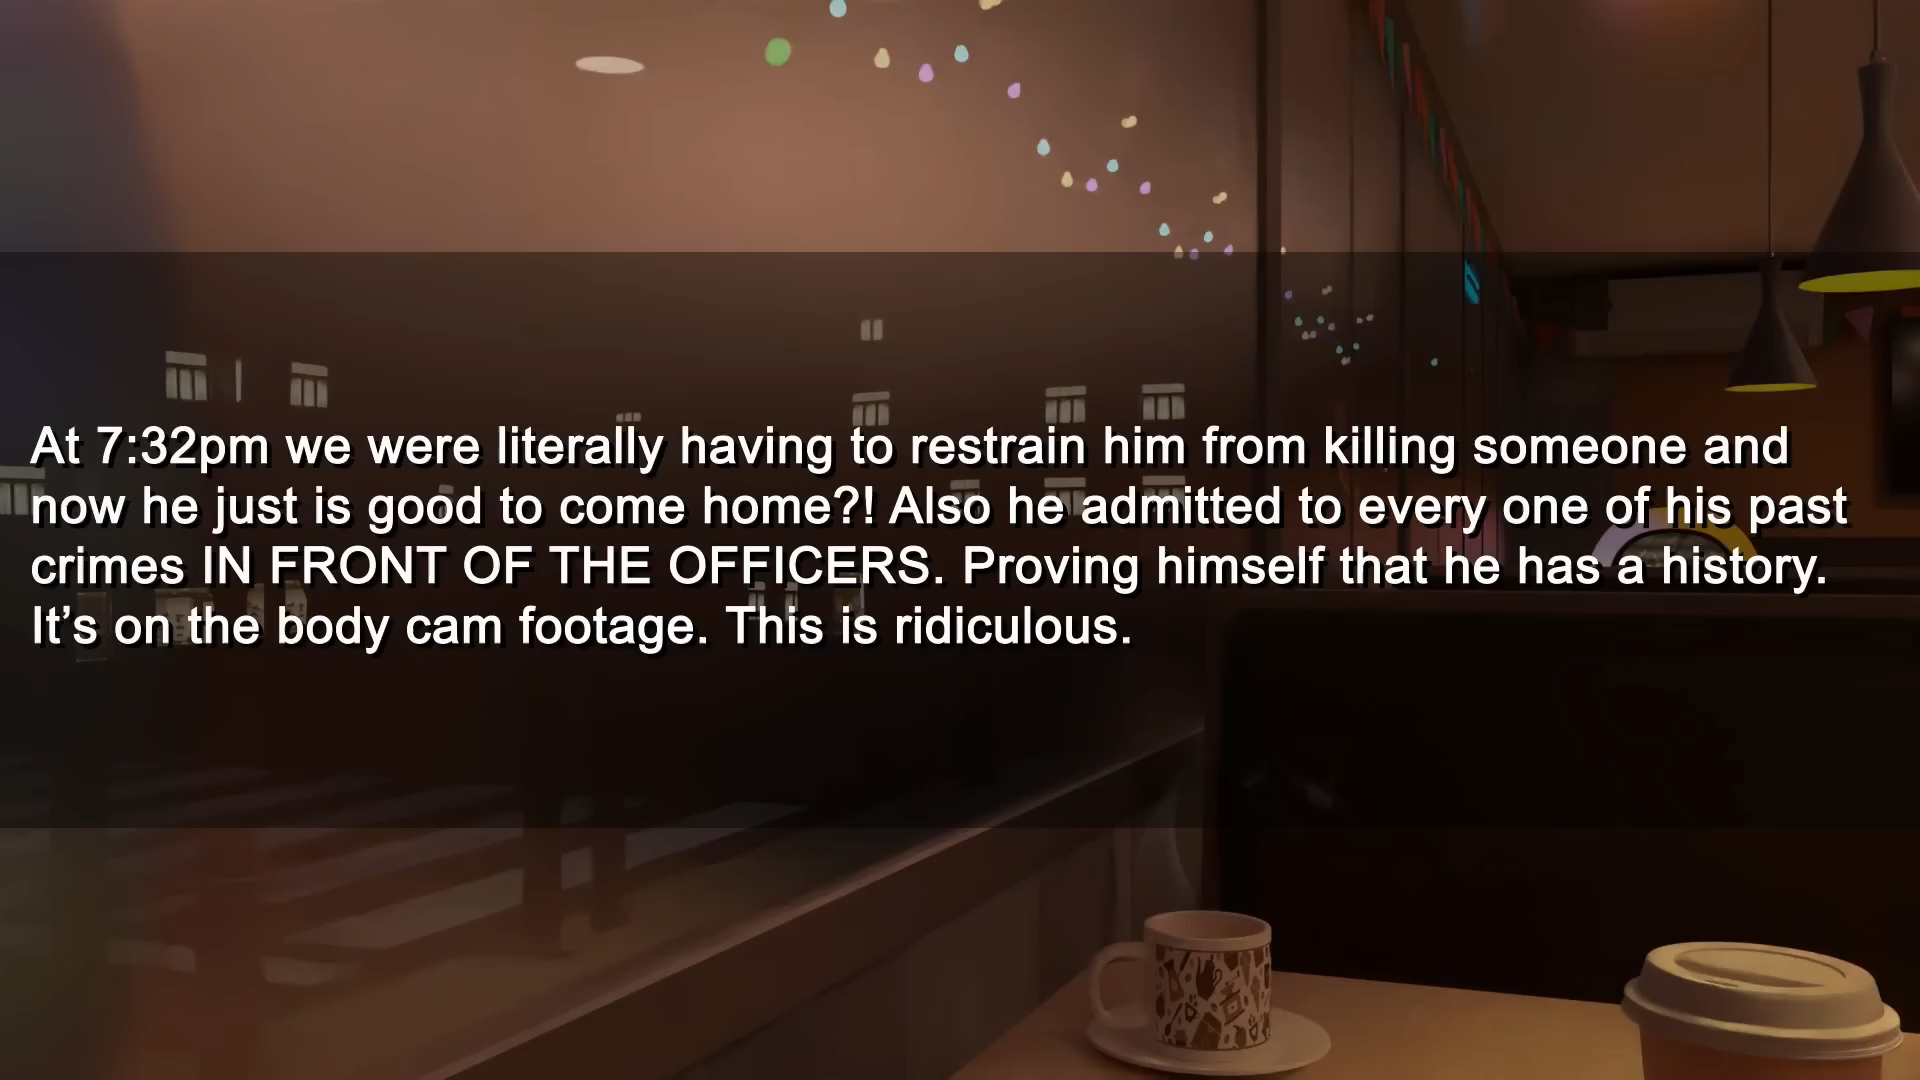 At 7:32pm we were literally having to restrain him from killing someone and
now he just is good to come home?! Also he admitted to every one of his past
crimes IN FRONT OF THE OFFICERS. Proving himself that he has a history.
It’s on the body cam footage. This is ridiculous.